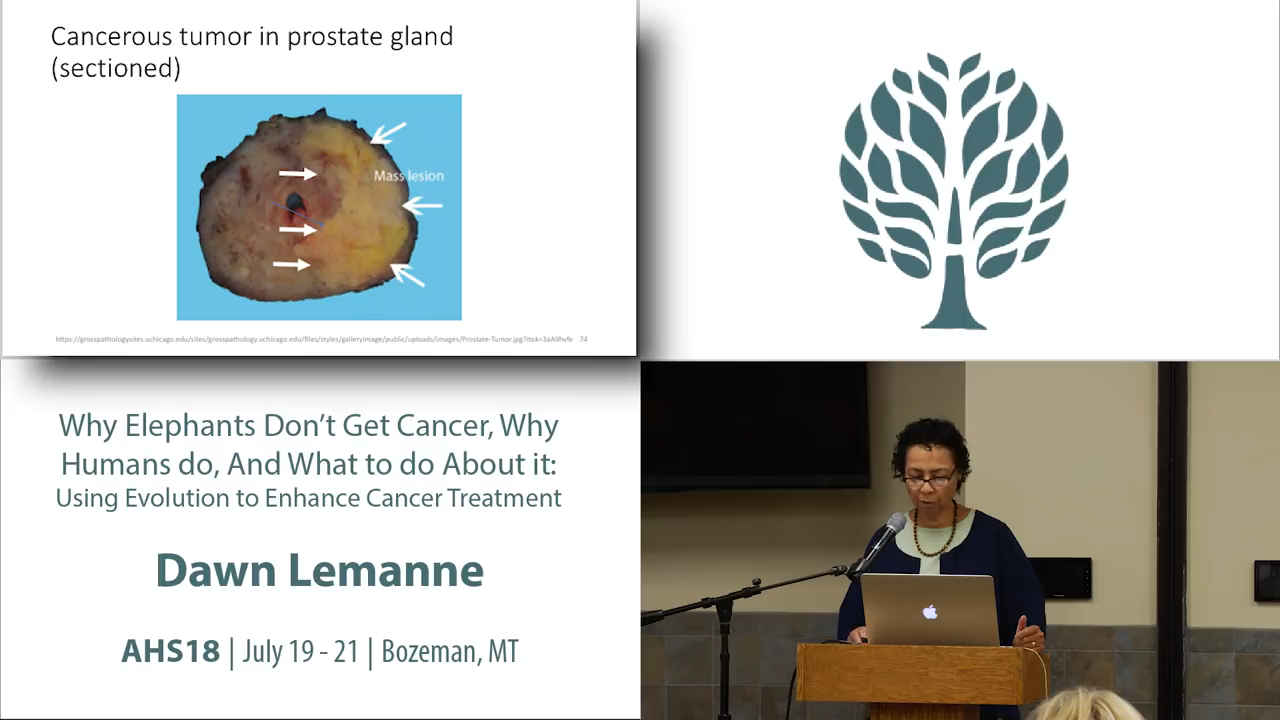 Cancerous tumor in prostate gland
(sectioned)
Mass lesion
https://grosspathologysites.uchicago.edu/sites/grosspathology.uchicago.edu/files/styles/galleryimage/public/uploads/images/Prostate-Tumor.jpg?itok=3aA9hvfe 74
Why Elephants Don’t Get Cancer, Why
Humans do, And What to do About it:
Using Evolution to Enhance Cancer Treatment
Dawn Lemanne
AHS18 | July 19 - 21 | Bozeman, MT